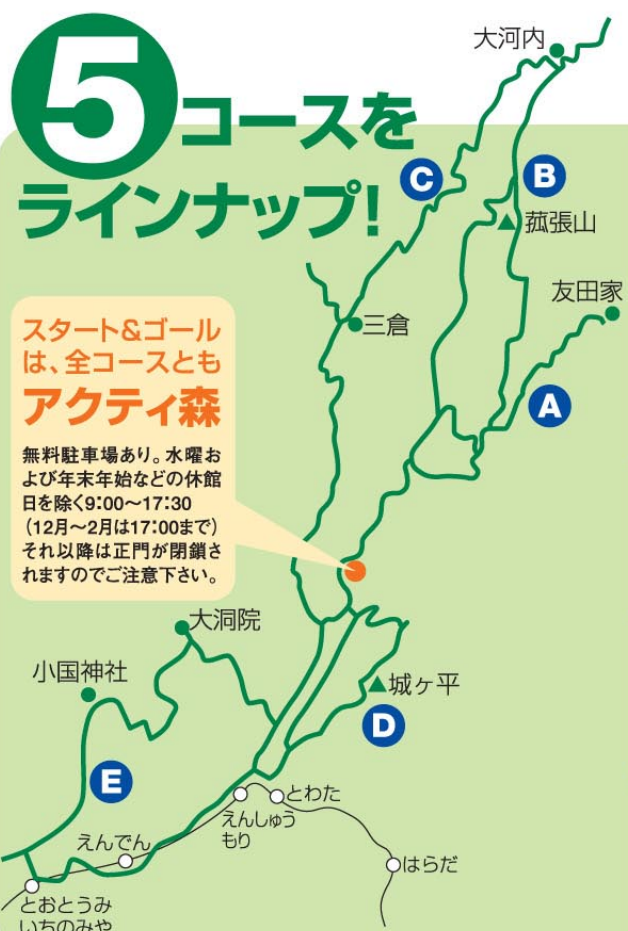 5コースを
ラインナップ!
大河内
C
B
菰張山
友田家
三倉
A
スタート&ゴール
は、全コースとも
アクティ森
無料駐車場あり。水曜お
よび年末年始などの休館
日を除く9:00〜17:30
(12月〜2月は17:00まで)
それ以降は正門が閉鎖さ
れますのでご注意下さい。
大洞院
小国神社
城ヶ平
D
E
とわた
えんしゅう
もり
えんでん
はらだ
とおとうみ
いちのみや